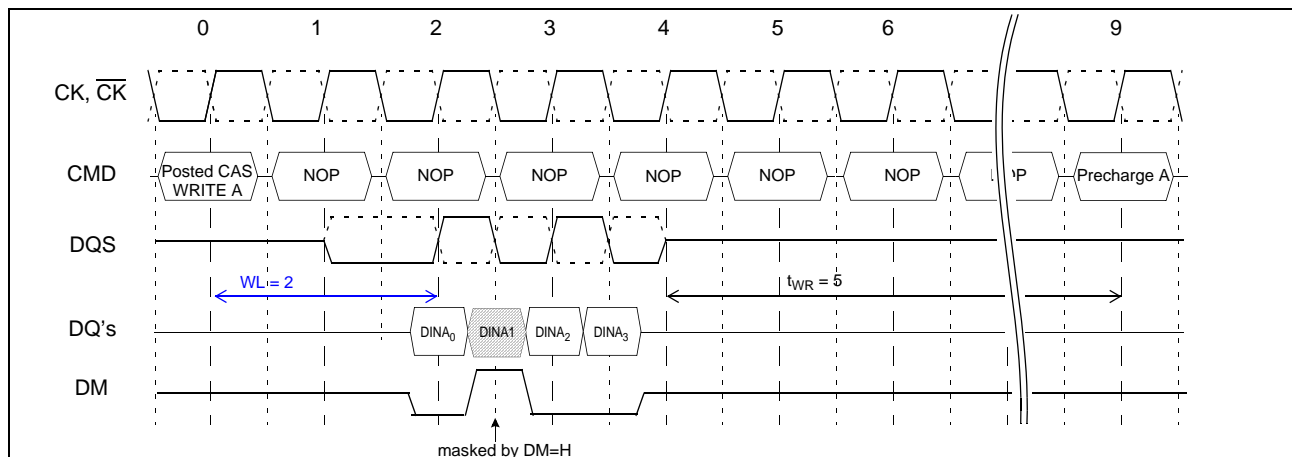 0 1 2 3 4 5 6 9
CK, CK
CMD
Posted CAS
WRITE A
NOP NOP NOP NOP NOP NOP Precharge A
DQS
WL = 2
tWR = 5
DQ's
DINA0 DINA1 DINA2 DINA3
DM
masked by DM=H